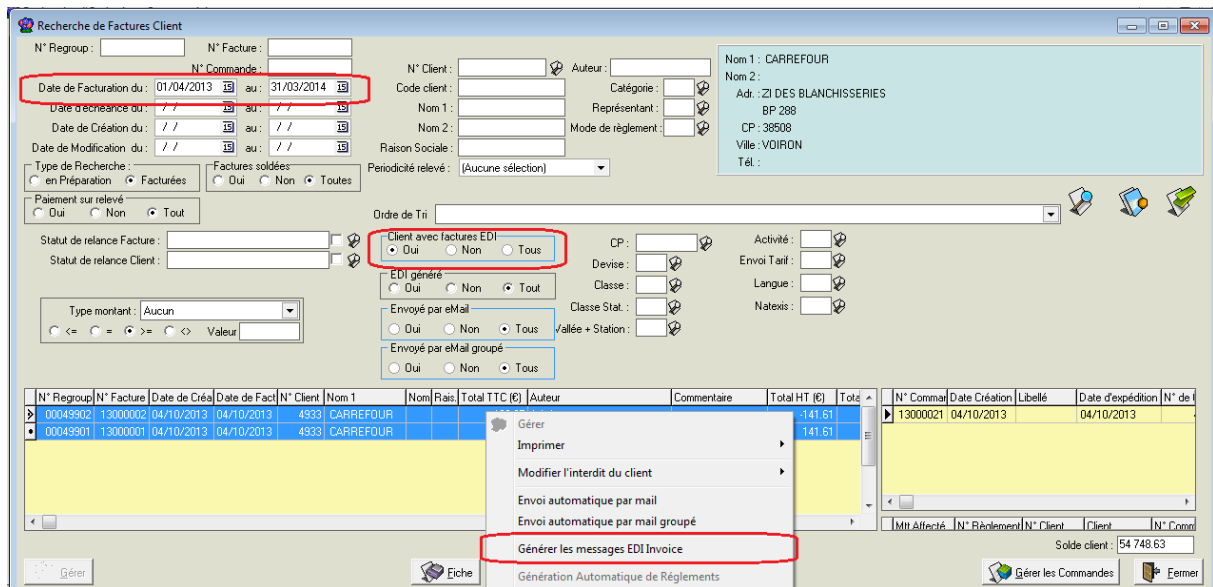 Recherche de Factures Client
N° Regroup : N° Facture :
N° Commande :
Date de Facturation du : 01/04/2013 15 au : 31/03/2014 15
Date d'échéance du : / / 15 au : / / 15
Date de Création du : / / 15 au : / / 15
Date de Modification du : / / 15 au : / / 15
N° Client : Auteur :
Code client : Catégorie :
Nom 1 : Représentant :
Nom 2 : Mode de règlement :
Raison Sociale :
Periodicité relevé : (Aucune sélection)
Nom 1 : CARREFOUR
Nom 2 :
Adr. : ZI DES BLANCHISSERIES
BP 288
CP : 38508
Ville : VOIRON
Tél. :
Type de Recherche : Factures soldées
en Préparation Facturées Oui Non Toutes
Paiement sur relevé
Oui Non Tout
Ordre de Tri
Statut de relance Facture :
Statut de relance Client :
Client avec factures EDI
Oui Non Tous
EDI généré
Oui Non Tout
Envoyé par eMail
Oui Non Tous
Envoyé par eMail groupé
Oui Non Tous
CP : Activité :
Devise : Envoi Tarif :
Classe : Langue :
Classe Stat. : Natexis :
Vallée + Station :
Type montant : Aucun
<= = >= <> Valeur
N° Regroup N° Facture Date de Créa Date de Fact N° Client Nom 1 Nom Rais. Total TTC (€) Auteur Commentaire Total HT (€) Tota
00049902 13000002 04/10/2013 04/10/2013 4933 CARREFOUR -141.61
00049901 13000001 04/10/2013 04/10/2013 4933 CARREFOUR 141.61
N° Commar Date Création Libellé Date d'expédition N° de
13000021 04/10/2013 04/10/2013
Gérer
Imprimer
Modifier l'interdit du client
Envoi automatique par mail
Envoi automatique par mail groupé
Générer les messages EDI Invoice
Génération Automatique de Réglements
Mtt Affecté N° Règlement N° Client Client N° Comm
Solde client : 54 748.63
Gérer Fiche Gérer les Commandes Fermer